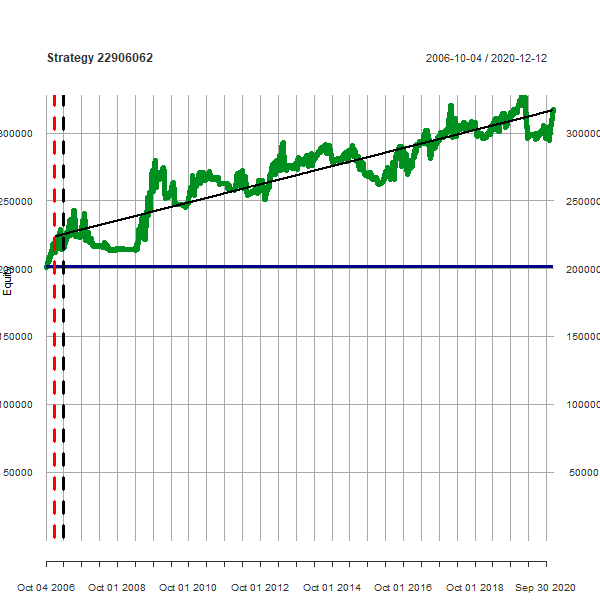 Strategy 22906062 2006-10-04 / 2020-12-12
300000 300000
250000 250000
200000 200000
Equity
150000 150000
100000 100000
50000 50000
Oct 04 2006 Oct 01 2008 Oct 01 2010 Oct 01 2012 Oct 01 2014 Oct 01 2016 Oct 01 2018 Sep 30 2020